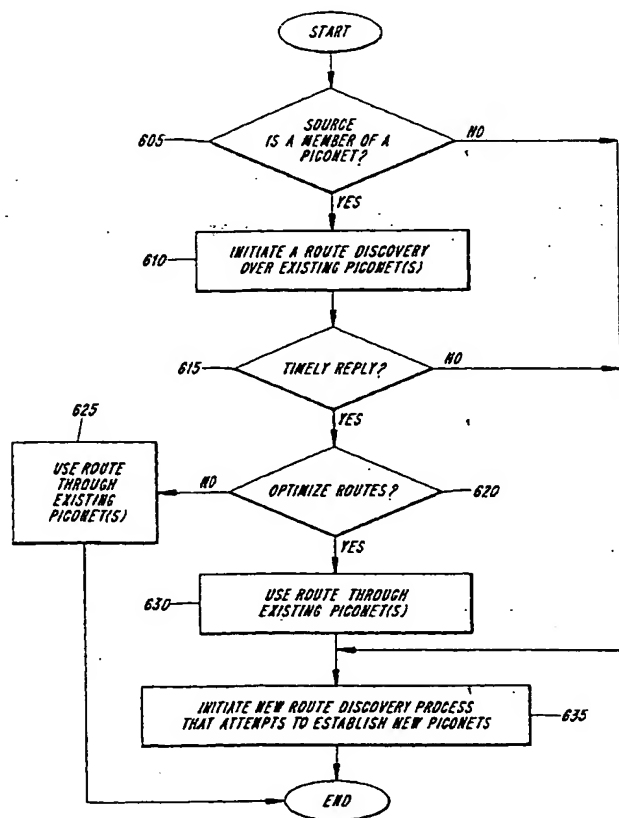 START
SOURCE
IS A MEMBER OF A
PICONET?
605
NO
YES
610
INITIATE A ROUTE DISCOVERY
OVER EXISTING PICONET(S)
615
TIMELY REPLY?
NO
YES
625
USE ROUTE
THROUGH
EXISTING
PICONET(S)
NO
OPTIMIZE ROUTES?
620
YES
630
USE ROUTE THROUGH
EXISTING PICONET(S)
INITIATE NEW ROUTE DISCOVERY PROCESS
THAT ATTEMPTS TO ESTABLISH NEW PICONETS
635
END